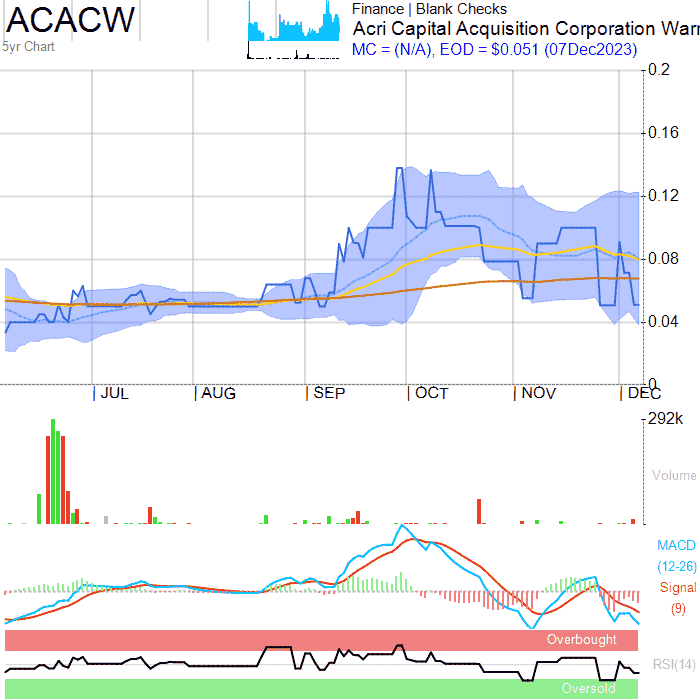 ACACW
5yr Chart
Finance | Blank Checks
Acri Capital Acquisition Corporation Warr
MC = (N/A), EOD = $0.051 (07Dec2023)
0.2
0.16
0.12
0.08
0.04
0
JUL
AUG
SEP
OCT
NOV
DEC
292k
Volume
MACD
(12-26)
Signal
(9)
Overbought
RSI(14)
Oversold